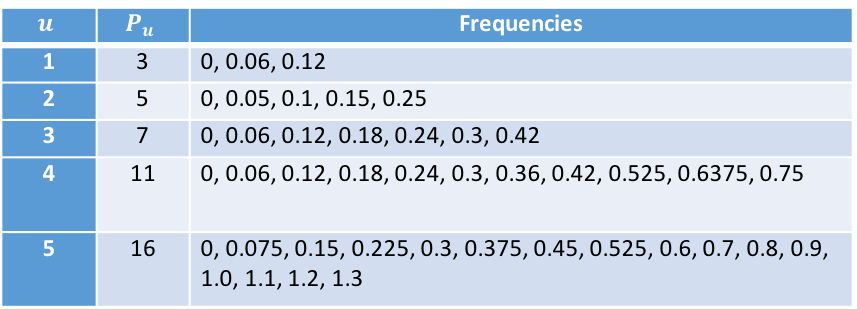 u P_u Frequencies
1 3 0, 0.06, 0.12
2 5 0, 0.05, 0.1, 0.15, 0.25
3 7 0, 0.06, 0.12, 0.18, 0.24, 0.3, 0.42
4 11 0, 0.06, 0.12, 0.18, 0.24, 0.3, 0.36, 0.42, 0.525, 0.6375, 0.75
5 16 0, 0.075, 0.15, 0.225, 0.3, 0.375, 0.45, 0.525, 0.6, 0.7, 0.8, 0.9,
1.0, 1.1, 1.2, 1.3